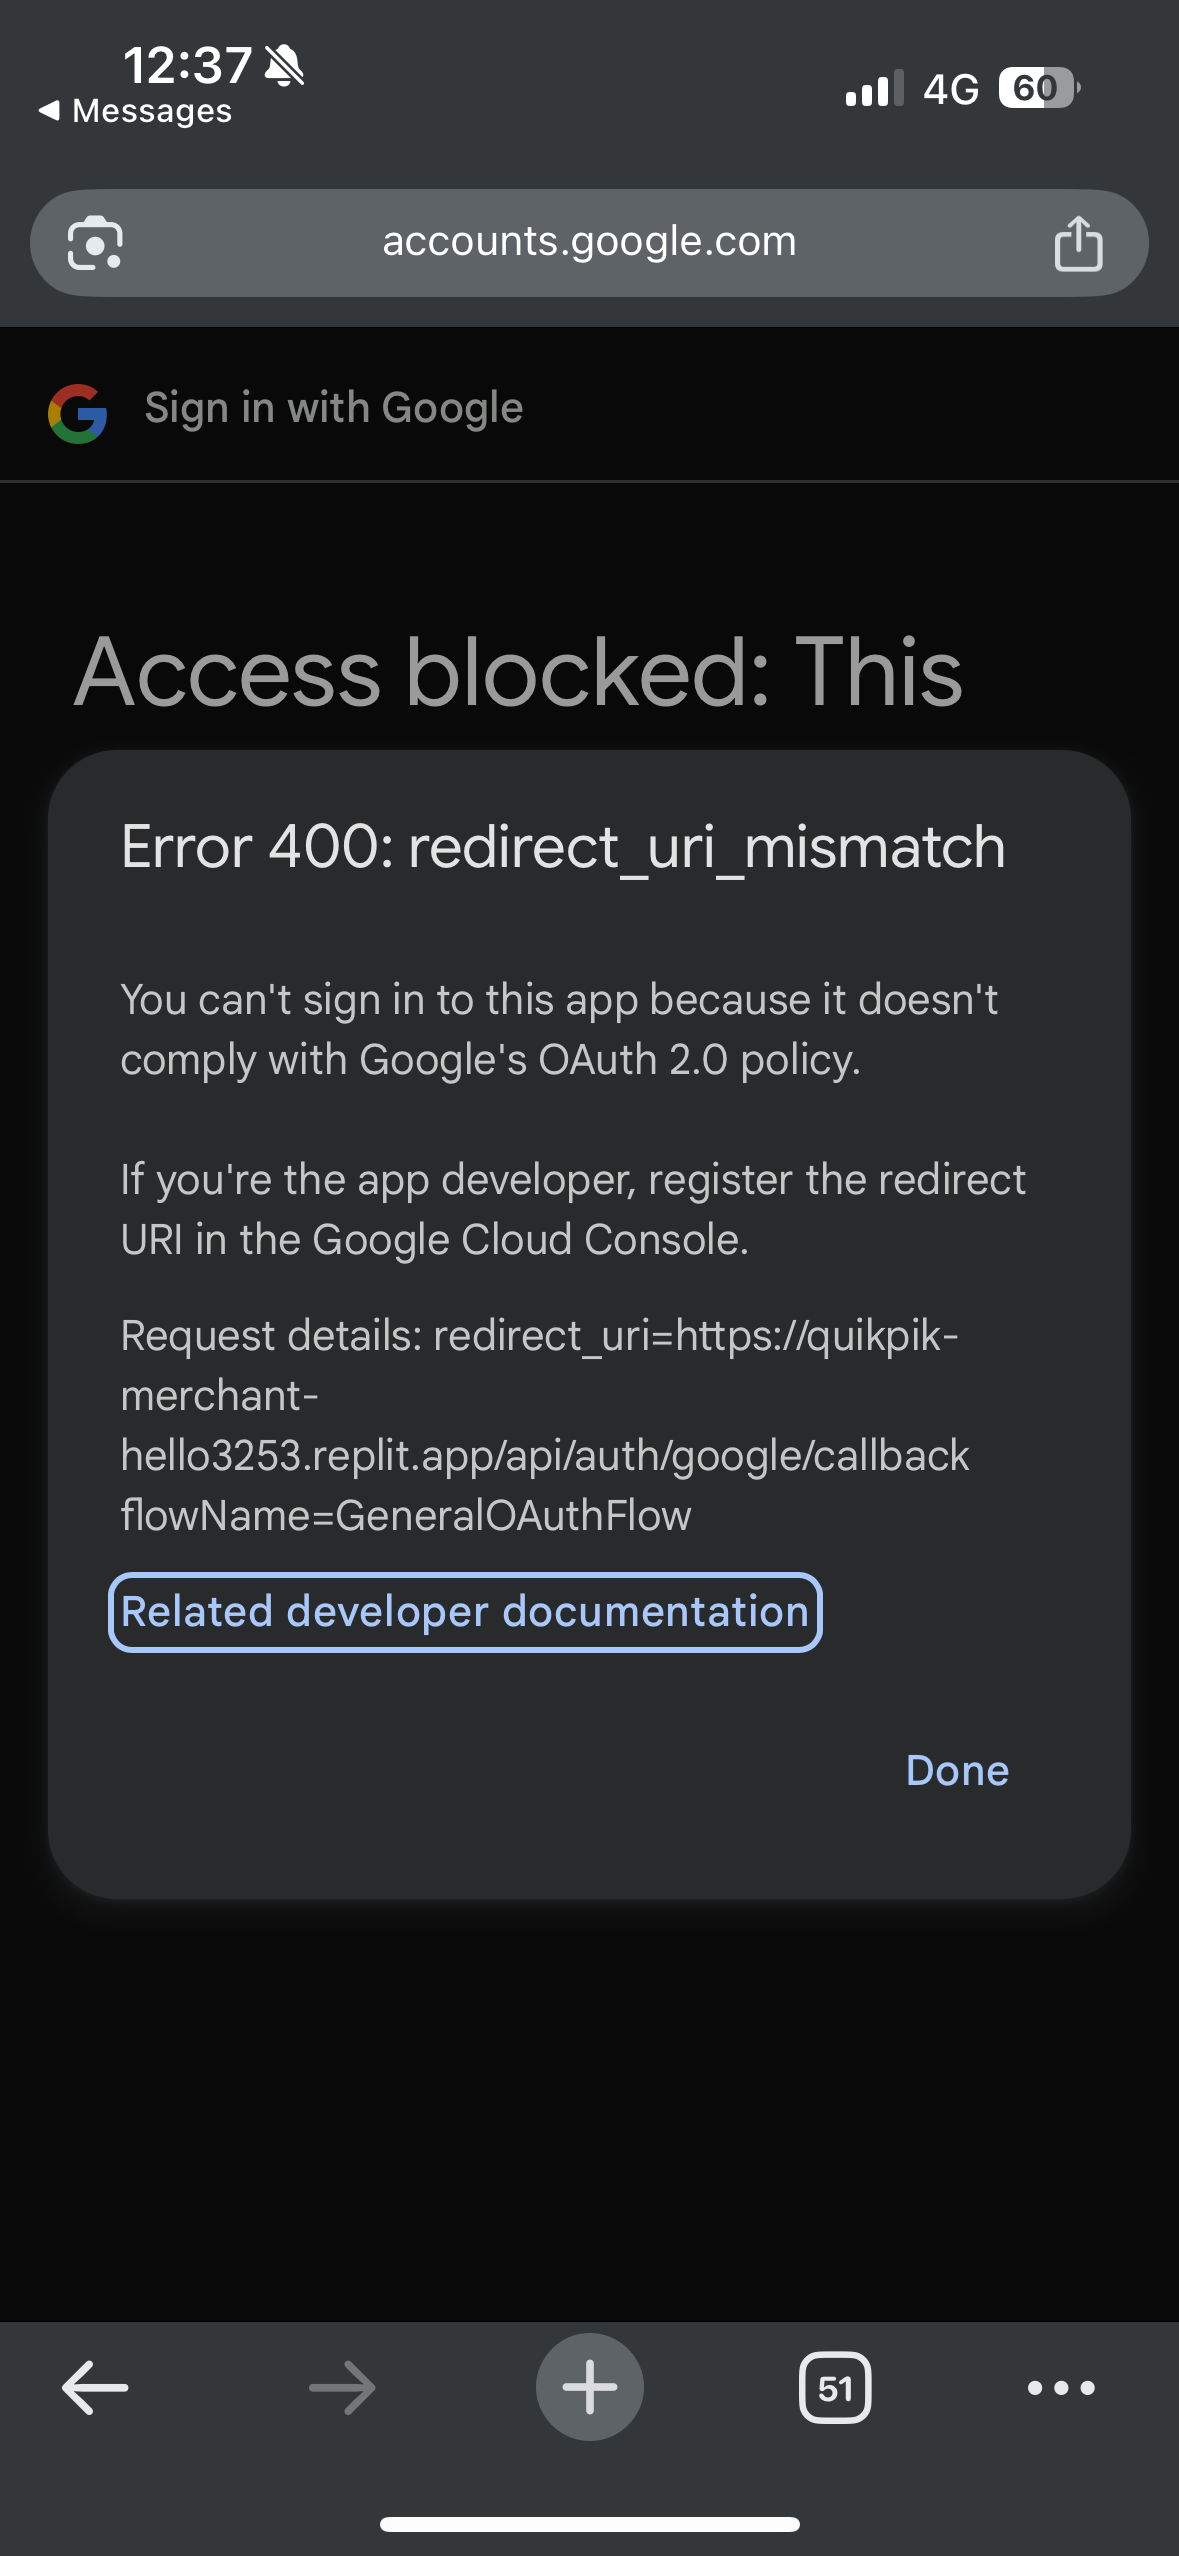 12:37
Messages
4G
60
accounts.google.com
Sign in with Google
Access blocked: This
Error 400: redirect_uri_mismatch
You can't sign in to this app because it doesn't
comply with Google's OAuth 2.0 policy.
If you're the app developer, register the redirect
URI in the Google Cloud Console.
Request details: redirect_uri=https://quikpik-
merchant-
hello3253.replit.app/api/auth/google/callback
flowName=GeneralOAuthFlow
Related developer documentation
Done
51